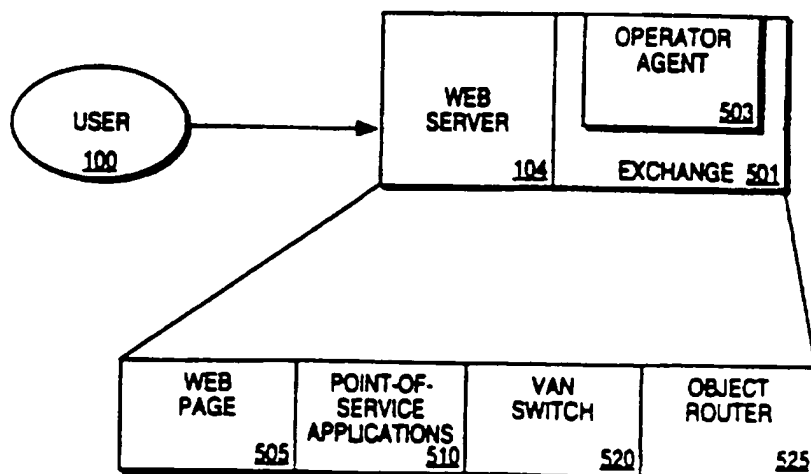 USER
100
WEB
SERVER
104
OPERATOR
AGENT
503
EXCHANGE 501
WEB
PAGE
505
POINT-OF-
SERVICE
APPLICATIONS
510
VAN
SWITCH
520
OBJECT
ROUTER
525